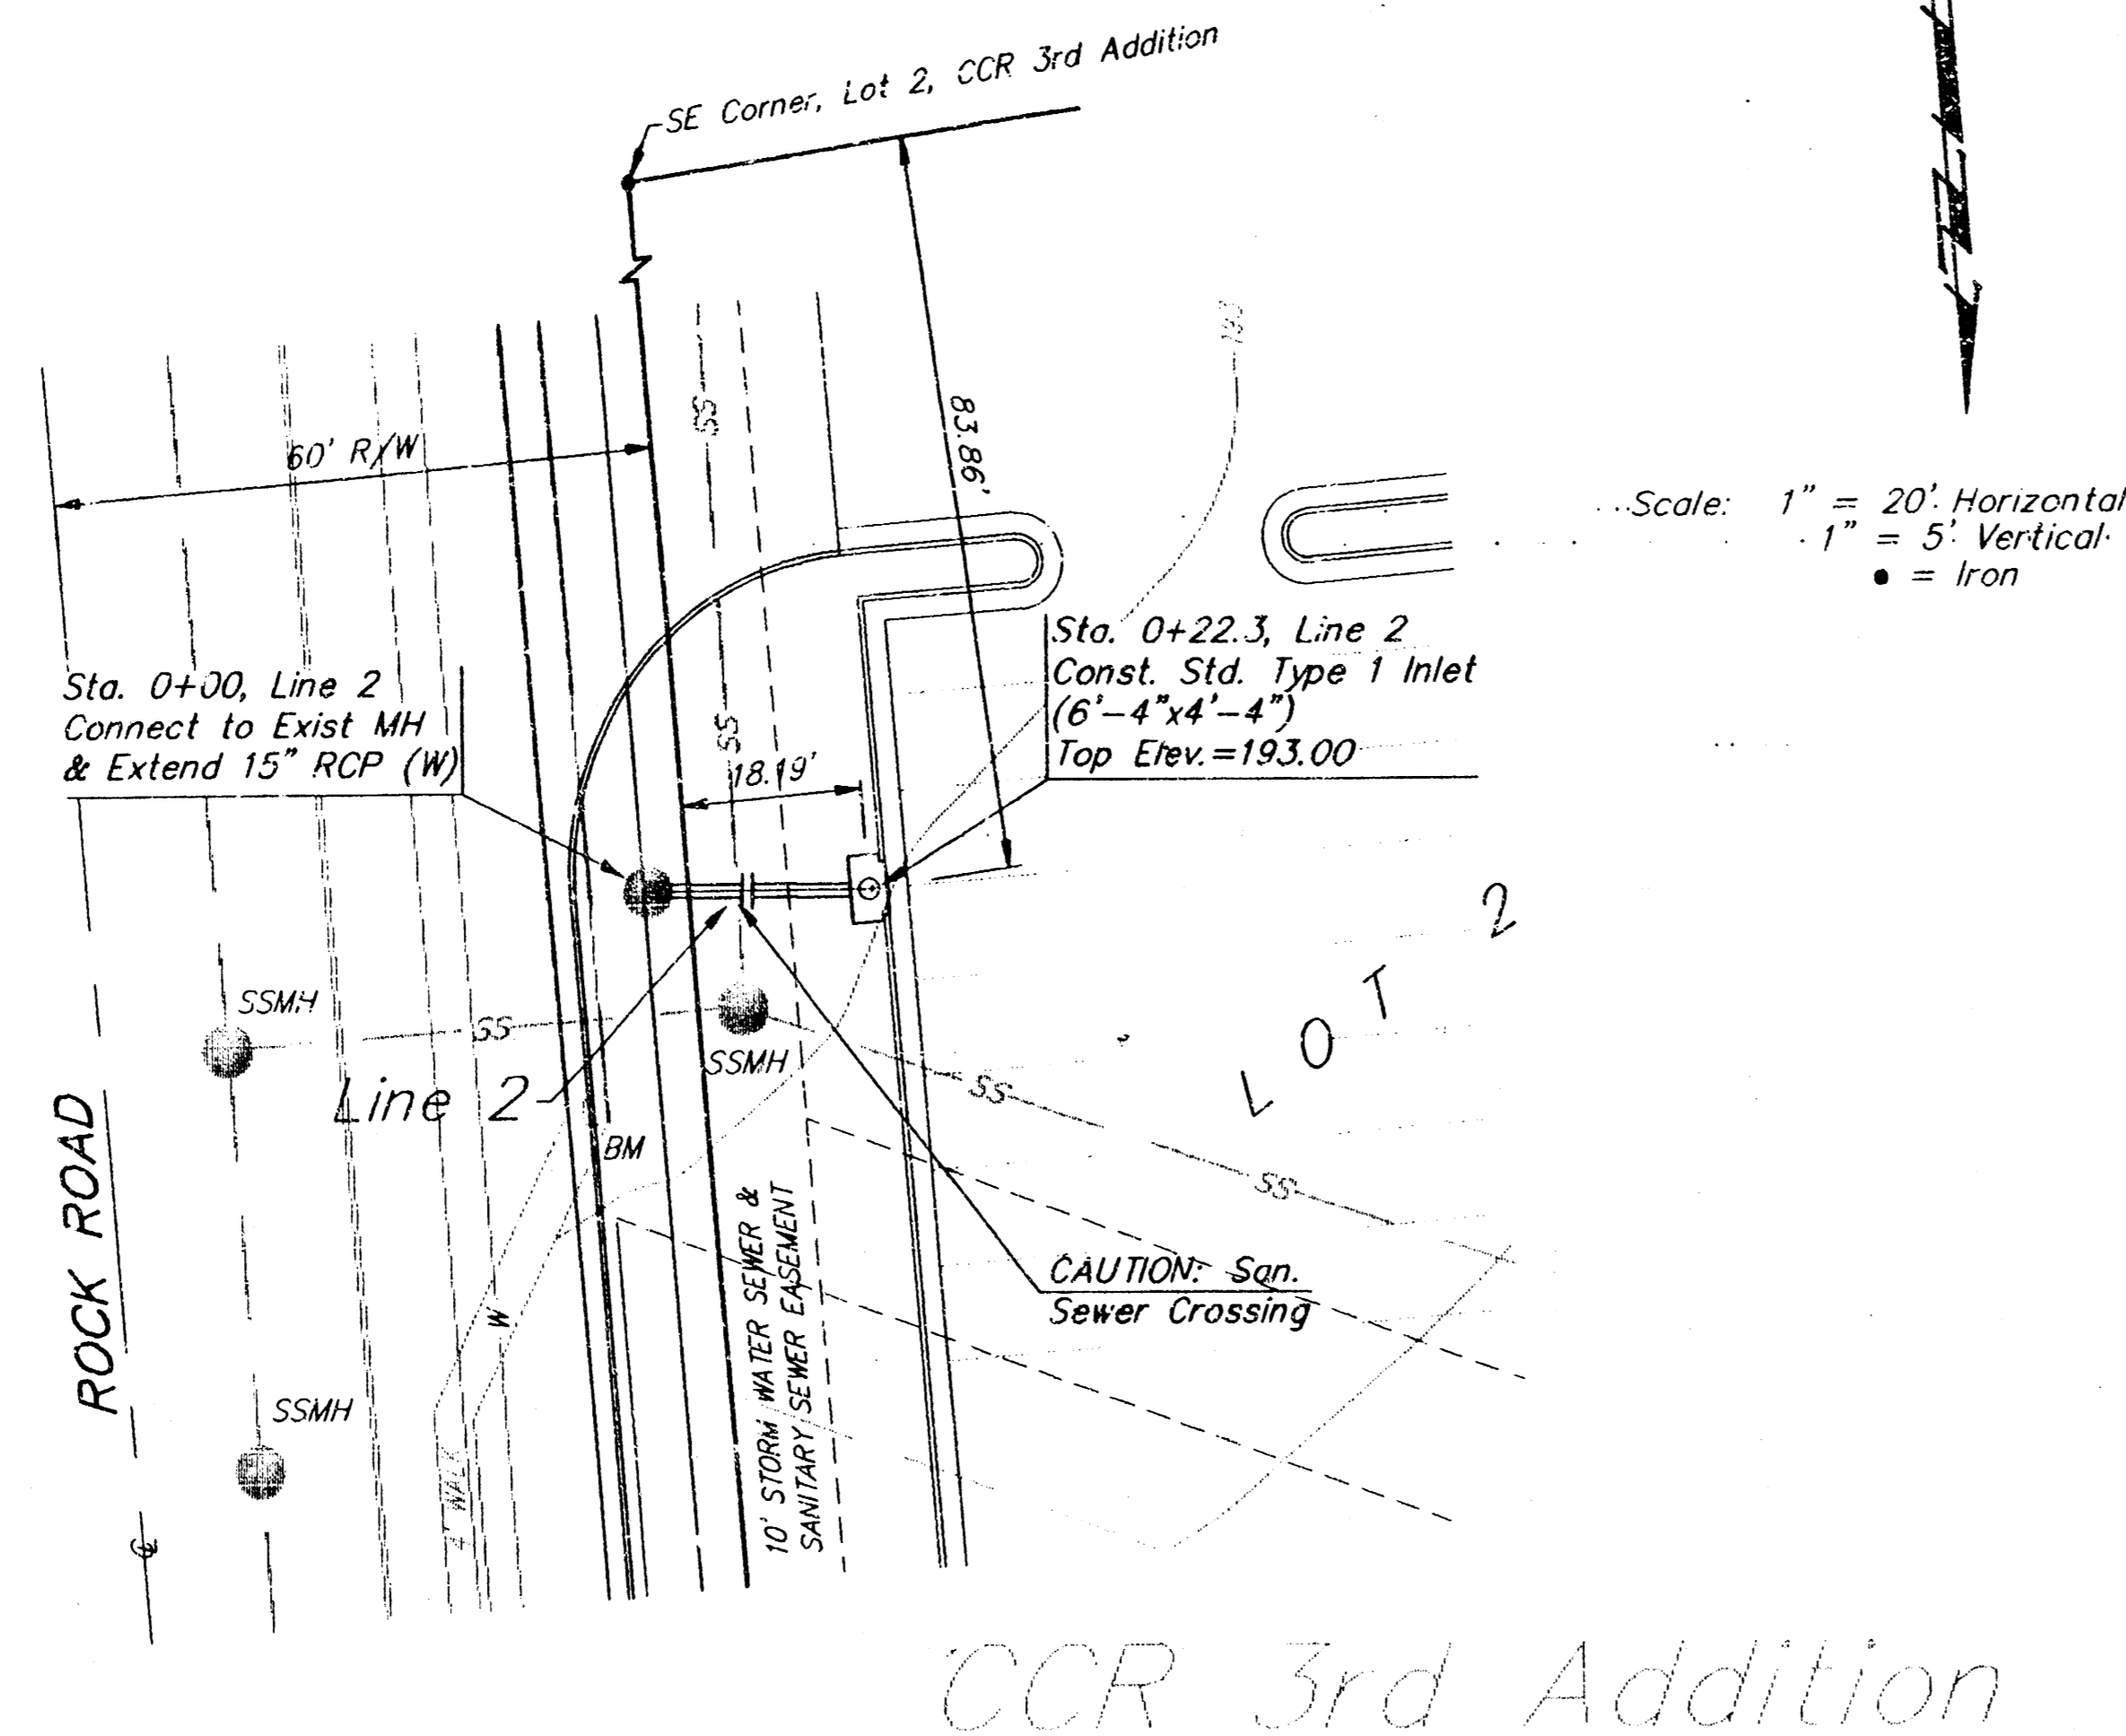 SE Corner, Lot 2, CCR 3rd Addition
60' R/W
SS
83.86'
193
Scale: 1" = 20' Horizontal
1" = 5' Vertical
● = Iron
Sta. 0+00, Line 2
Connect to Exist MH
& Extend 15" RCP (W)
SS
18.19'
Sta. 0+22.3, Line 2
Const. Std. Type 1 Inlet
(6'-4"x4'-4")
Top Elev.=193.00
LOT 2
SSMH
SS
SSMH
SS
SS
Line 2
BM
ROCK ROAD
W
4' WALK
10' STORM WATER SEWER &
SANITARY SEWER EASEMENT
CAUTION: San.
Sewer Crossing
SSMH
CCR 3rd Addition